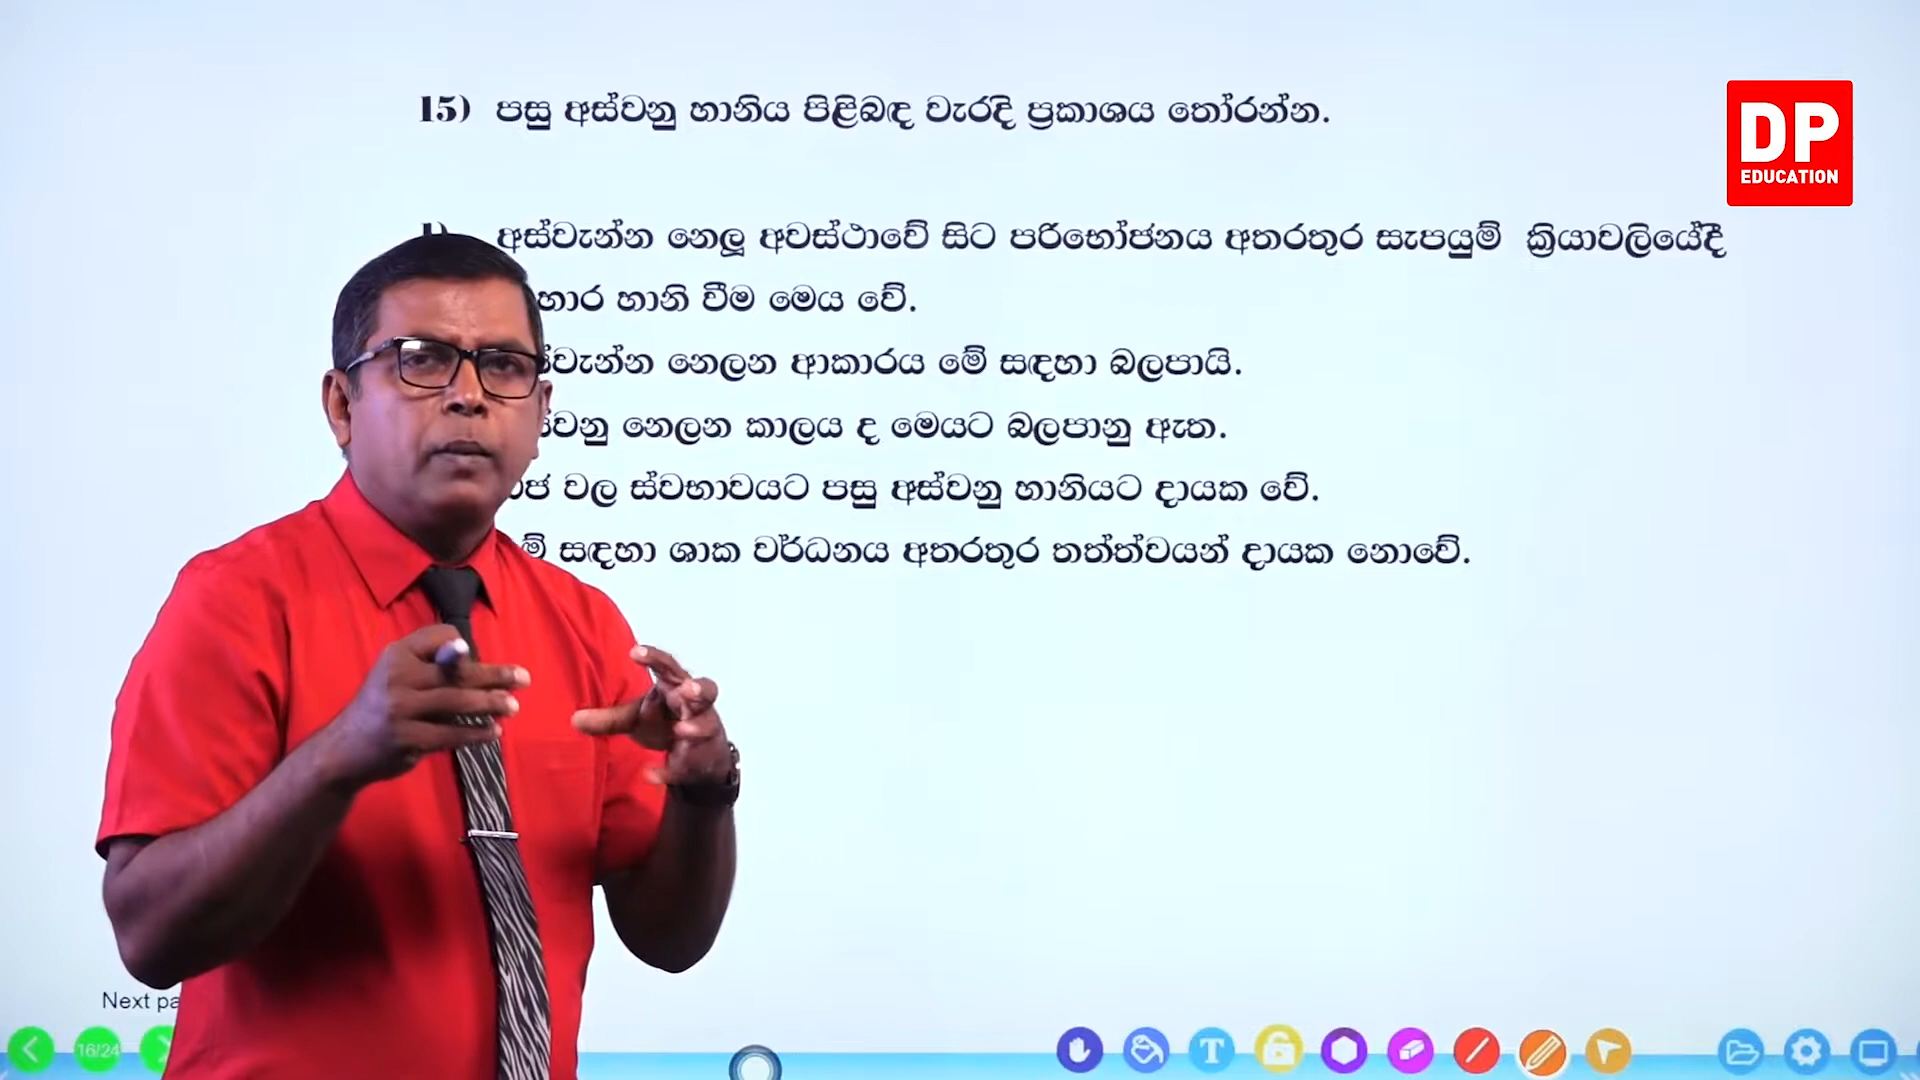 15) පසු අස්වනු හානිය පිළිබඳ වැරදි ප්‍රකාශය තෝරන්න.
DP
EDUCATION
අස්වැන්න නෙලූ අවස්ථාවේ සිට පරිභෝජනය අතරතුර සැපයුම් ක්‍රියාවලියේදී
හානි වීම මෙය වේ.
නෙලන ආකාරය මේ සඳහා බලපායි.
නෙලන කාලය ද මෙයට බලපානු ඇත.
වල ස්වභාවයට පසු අස්වනු හානියට දායක වේ.
සඳහා ශාක වර්ධනය අතරතුර තත්ත්වයන් දායක නොවේ.
Next
16/24
T